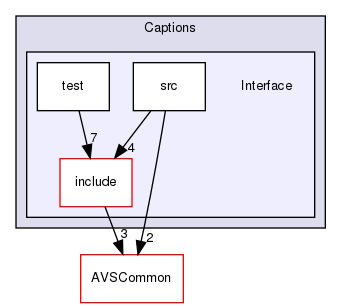 Captions
test
src
Interface
7
4
include
3
2
AVSCommon